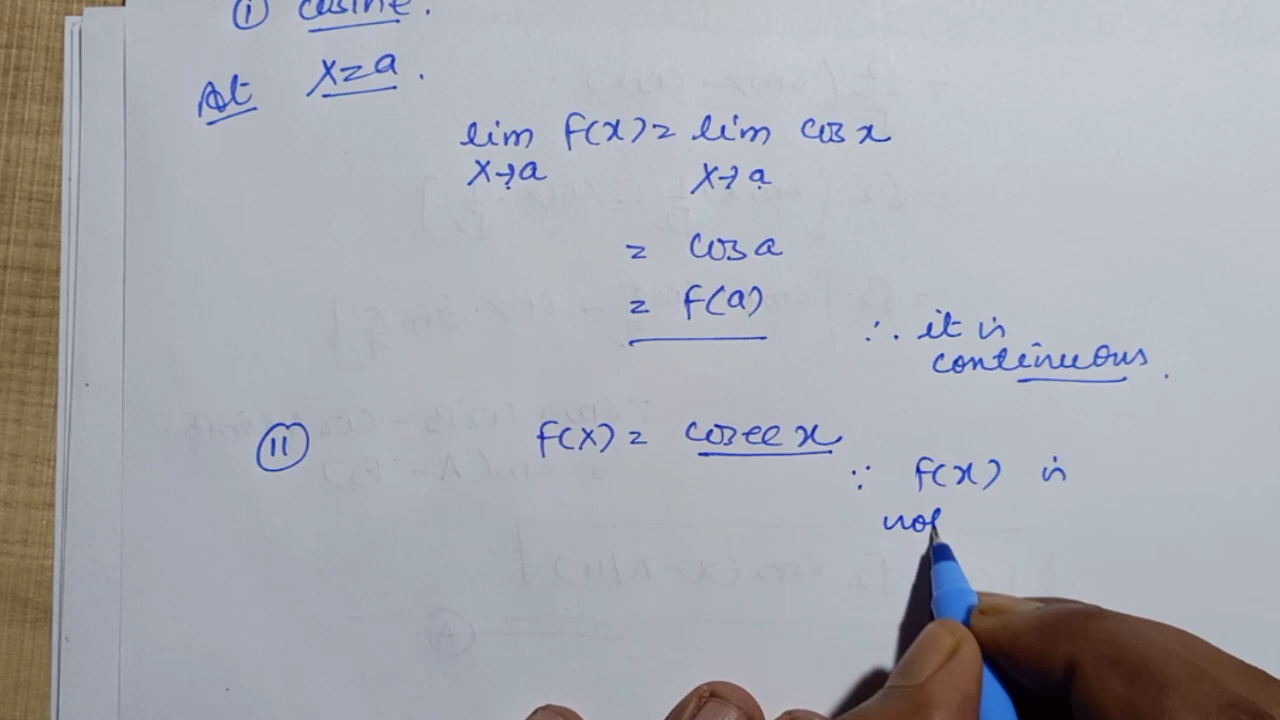 (i) cosine.
At x=a.
lim f(x) = lim cos x
x→a x→a
= cos a
= f(a)
∴ it is
continuous.
(II) f(x) = cosec x
∵ f(x) is
not